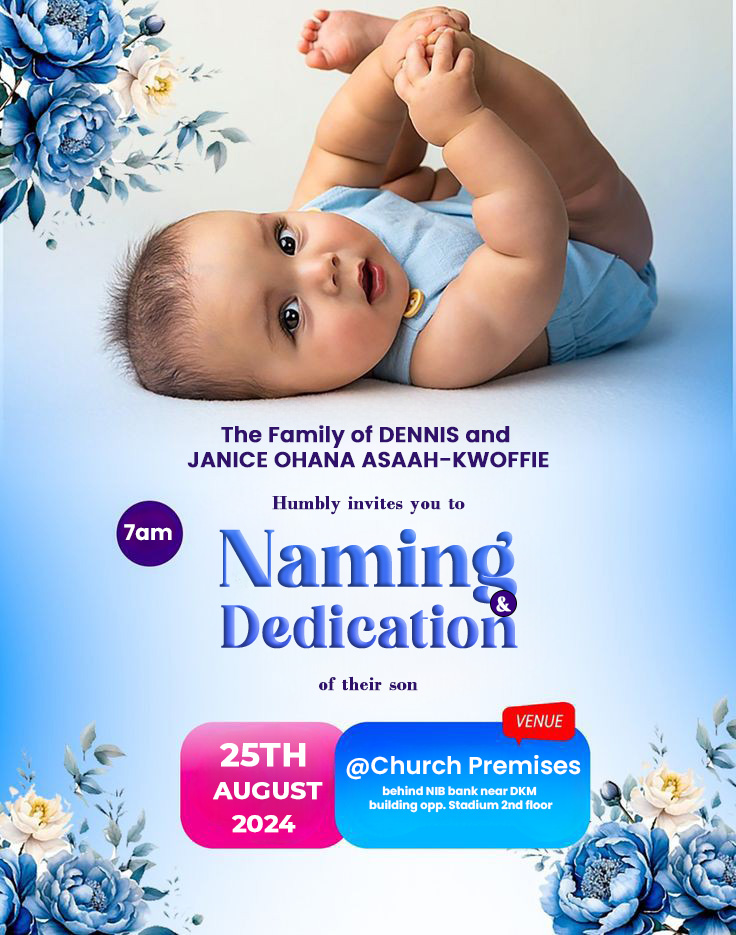 The Family of DENNIS and
JANICE OHANA ASAAH-KWOFFIE
Humbly invites you to
7am
Naming
&
Dedication
of their son
25TH
AUGUST
2024
VENUE
@Church Premises
behind NIB bank near DKM
building opp. Stadium 2nd floor